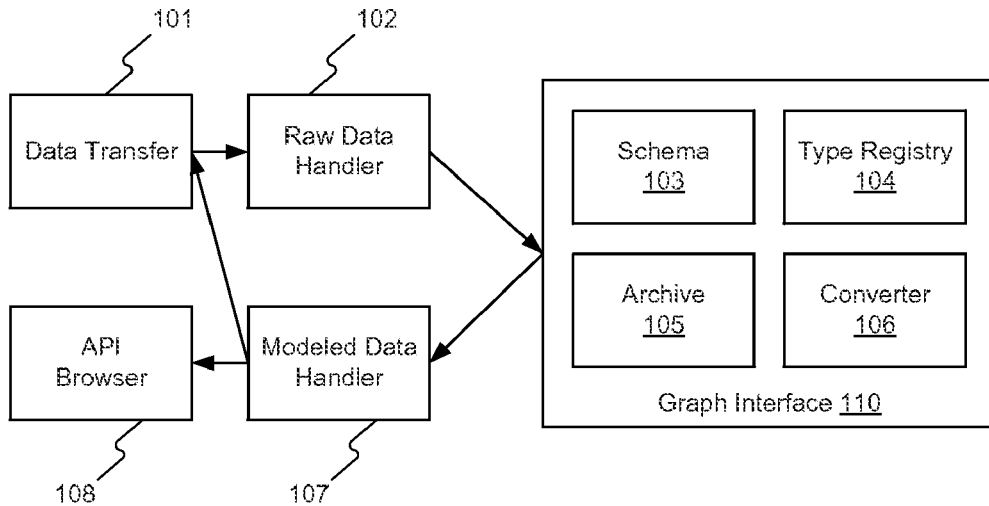 101
102
Data Transfer
Raw Data
Handler
Schema
103
Type Registry
104
Archive
105
Converter
106
Graph Interface 110
API
Browser
Modeled Data
Handler
108
107